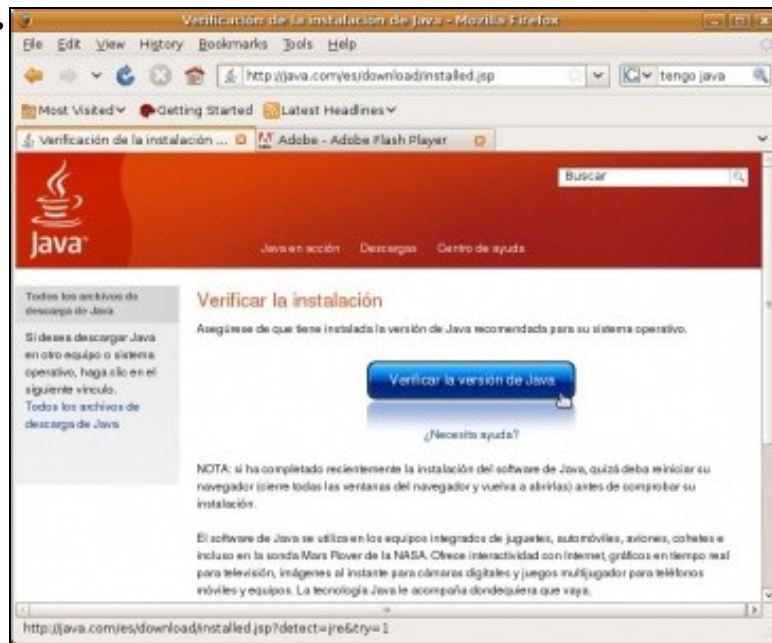 Verificación de la instalación de Java - Mozilla Firefox
File Edit View History Bookmarks Tools Help
http://java.com/es/download/installed.jsp
tengo java
Most Visited Getting Started Latest Headlines
Verificación de la instalación ...
Adobe - Adobe Flash Player
Java
Buscar
Java en acción Descargas Centro de ayuda
Todos los archivos de
descarga de Java
Si desea descargar Java
en otro equipo o sistema
operativo, haga clic en el
siguiente vínculo.
Todos los archivos de
descarga de Java
Verificar la instalación
Asegúrese de que tiene instalada la versión de Java recomendada para su sistema operativo.
Verificar la versión de Java
¿Necesita ayuda?
NOTA: si ha completado recientemente la instalación del software de Java, quizá deba reiniciar su
navegador (cierre todas las ventanas del navegador y vuelva a abrirlas) antes de comprobar su
instalación.
El software de Java se utiliza en los equipos integrados de juguetes, automóviles, aviones, cohetes e
incluso en la sonda Mars Rover de la NASA. Ofrece interactividad con Internet, gráficos en tiempo real
para televisión, imágenes al instante para cámaras digitales y juegos multijugador para teléfonos
móviles y equipos. La tecnología Java le acompaña dondequiera que vaya.
http://java.com/es/download/installed.jsp?detect=jre&try=1